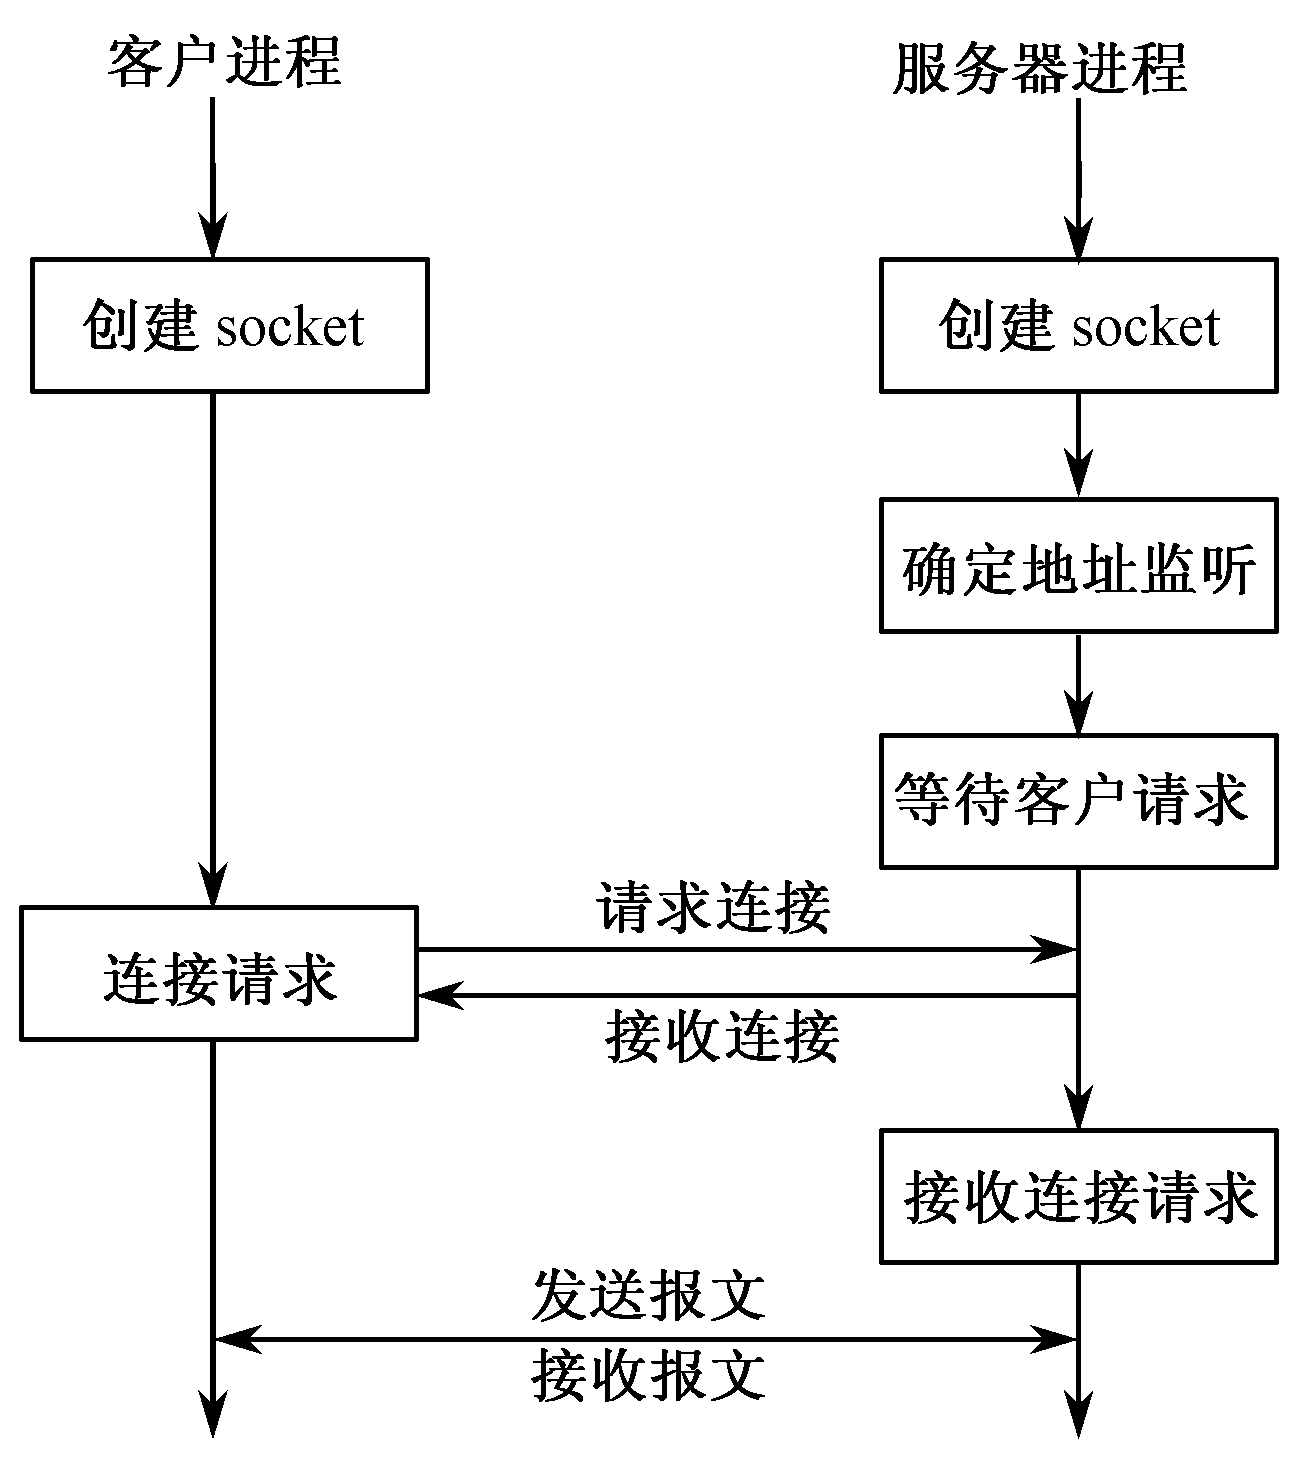 客户进程
服务器进程
创建 socket
创建 socket
确定地址监听
等待客户请求
请求连接
连接请求
接收连接
接收连接请求
发送报文
接收报文